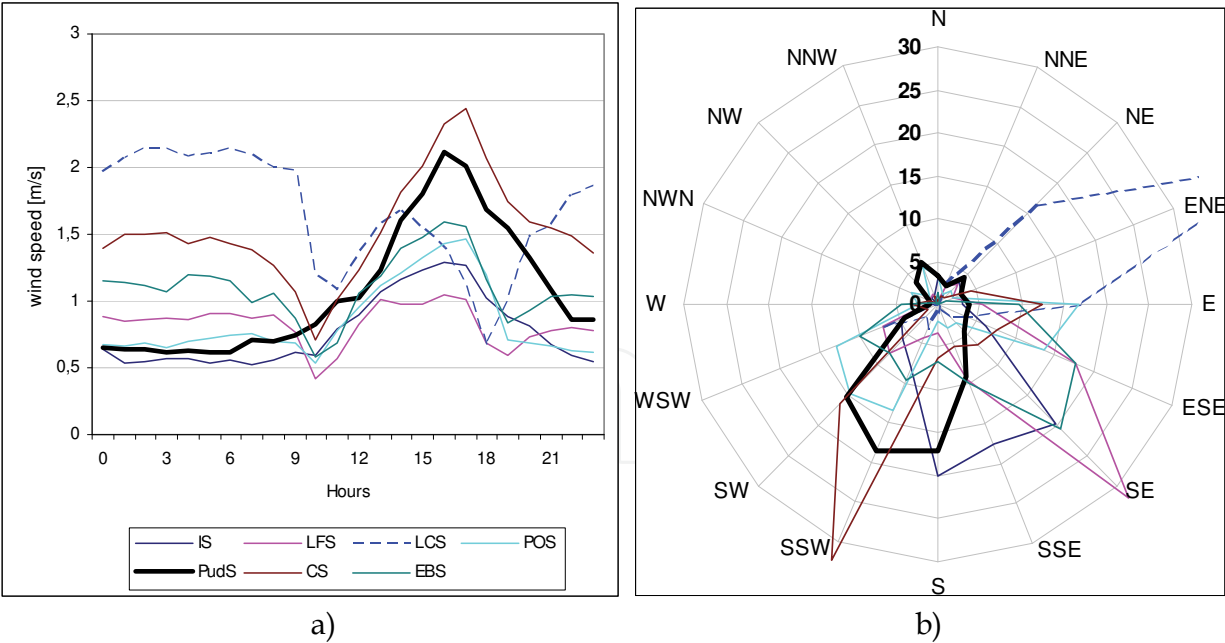 3
2,5
2
1,5
1
0,5
0
wind speed [m/s]
0 3 6 9 12 15 18 21
Hours
IS LFS LCS POS
PudS CS EBS
a)
N
NNE
NE
ENE
E
ESE
SE
SSE
S
SSW
SW
WSW
W
NWN
NW
NNW
30
25
20
15
10
5
0
b)